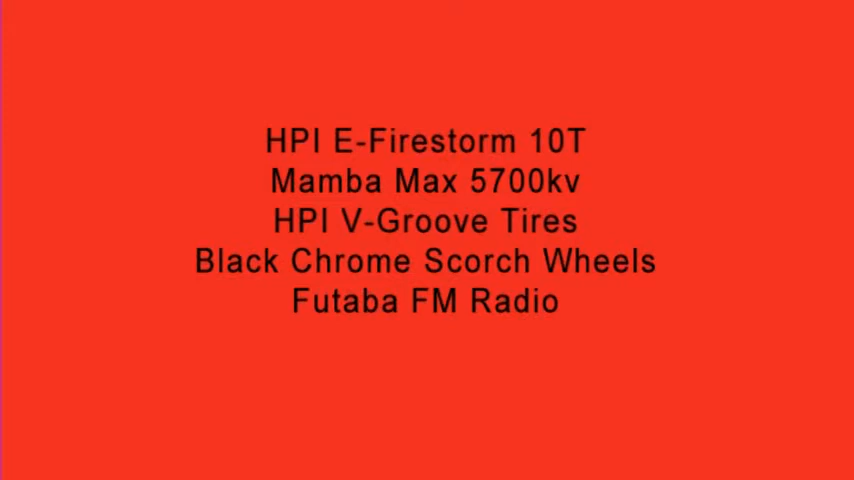 HPI E-Firestorm 10T
Mamba Max 5700kv
HPI V-Groove Tires
Black Chrome Scorch Wheels
Futaba FM Radio